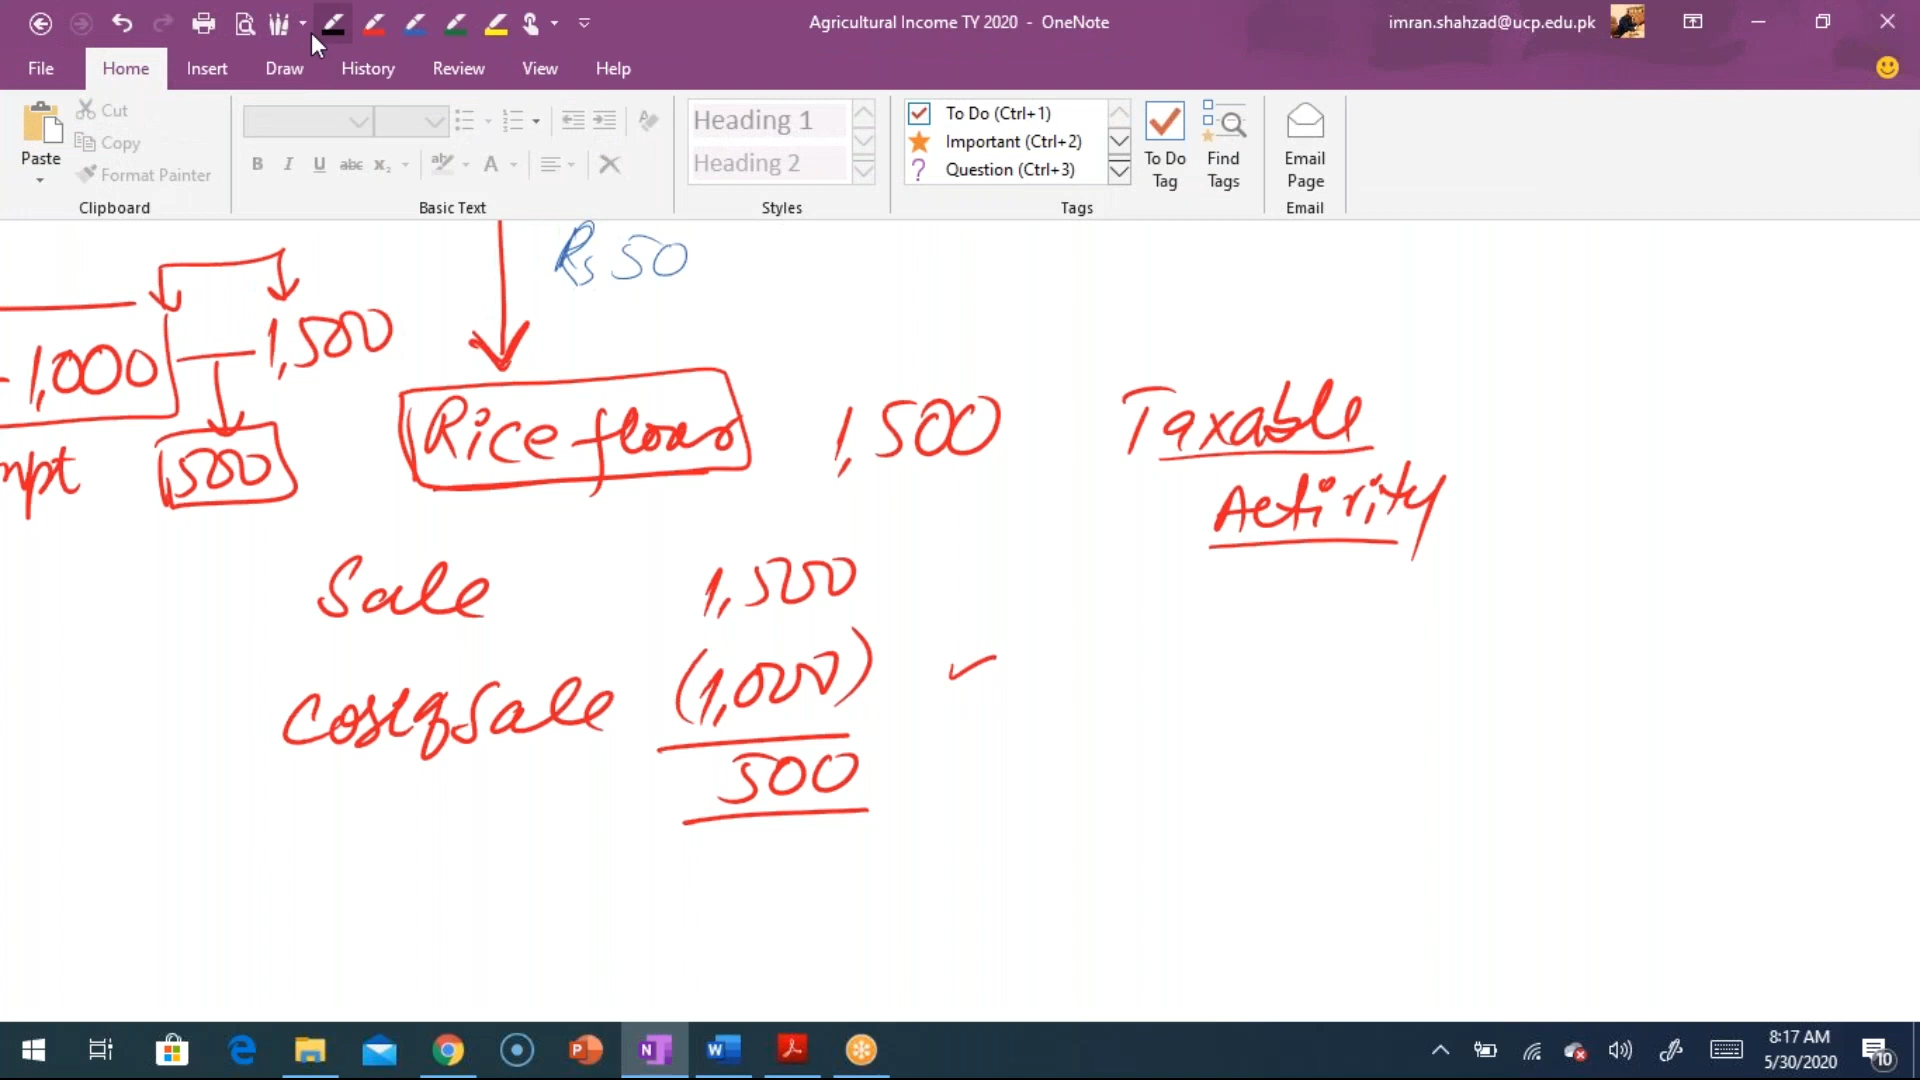 Agricultural Income TY 2020 - OneNote
imran.shahzad@ucp.edu.pk
File Home Insert Draw History Review View Help
Paste
Cut
Copy
Format Painter
Clipboard
B I U abc x₂ ab A
Basic Text
Heading 1
Heading 2
Styles
To Do (Ctrl+1)
Important (Ctrl+2)
? Question (Ctrl+3)
To Do Tag
Find Tags
Tags
Email Page
Email
Rs 50
- 1,000
1,500
mpt
500
Rice flour 1,500
Taxable
Activity
Sale 1,500
Cost of Sale (1,000)
500
8:17 AM
5/30/2020
10